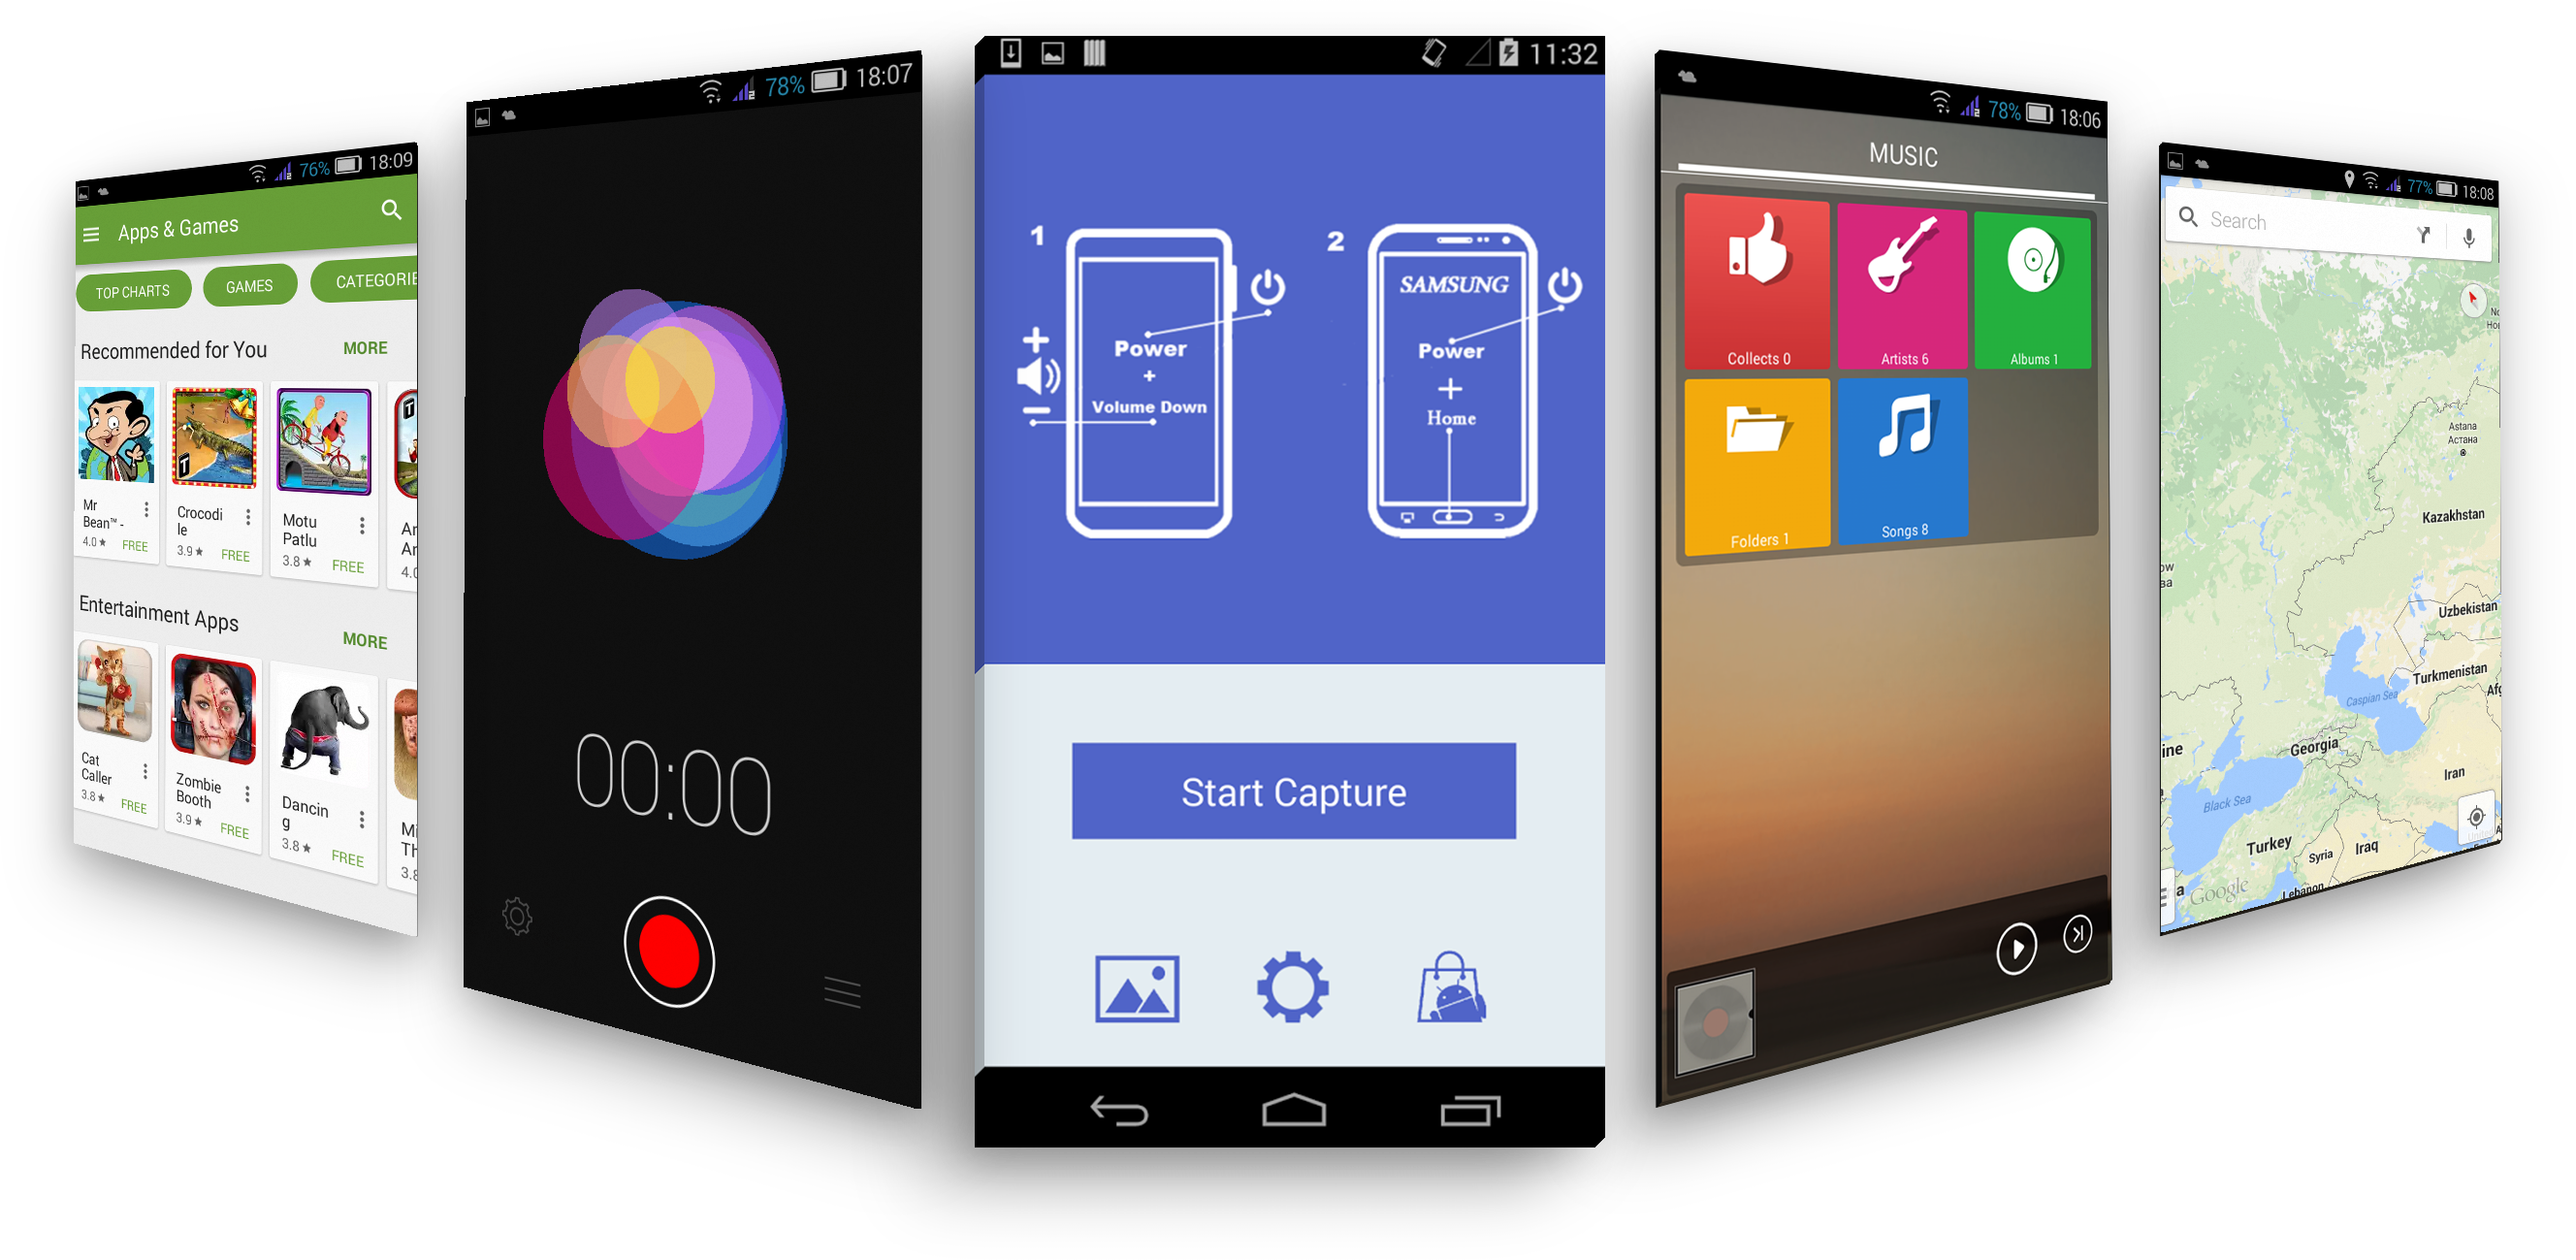 76% 18:09
Apps & Games
TOP CHARTS GAMES CATEGORIE
Recommended for You MORE
Mr
Bean™ -
4.0★ FREE
Crocodi
le
3.9★ FREE
Motu
Patlu
3.8★ FREE
Ar
Ar
4.0
Entertainment Apps MORE
Cat
Caller
3.8★ FREE
Zombie
Booth
3.9★ FREE
Dancin
g
3.8★ FREE
Mi
Th
3.8
78% 18:07
00:00
11:32
1
Power
+
Volume Down
2
SAMSUNG
Power
+
Home
Start Capture
78% 18:06
MUSIC
Collects 0
Artists 6
Albums 1
Folders 1
Songs 8
77% 18:08
Search
Astana
Астана
Kazakhstan
Uzbekistan
Turkmenistan
Caspian Sea
Georgia
Iran
Black Sea
Turkey
Syria
Iraq
Lebanon
Google